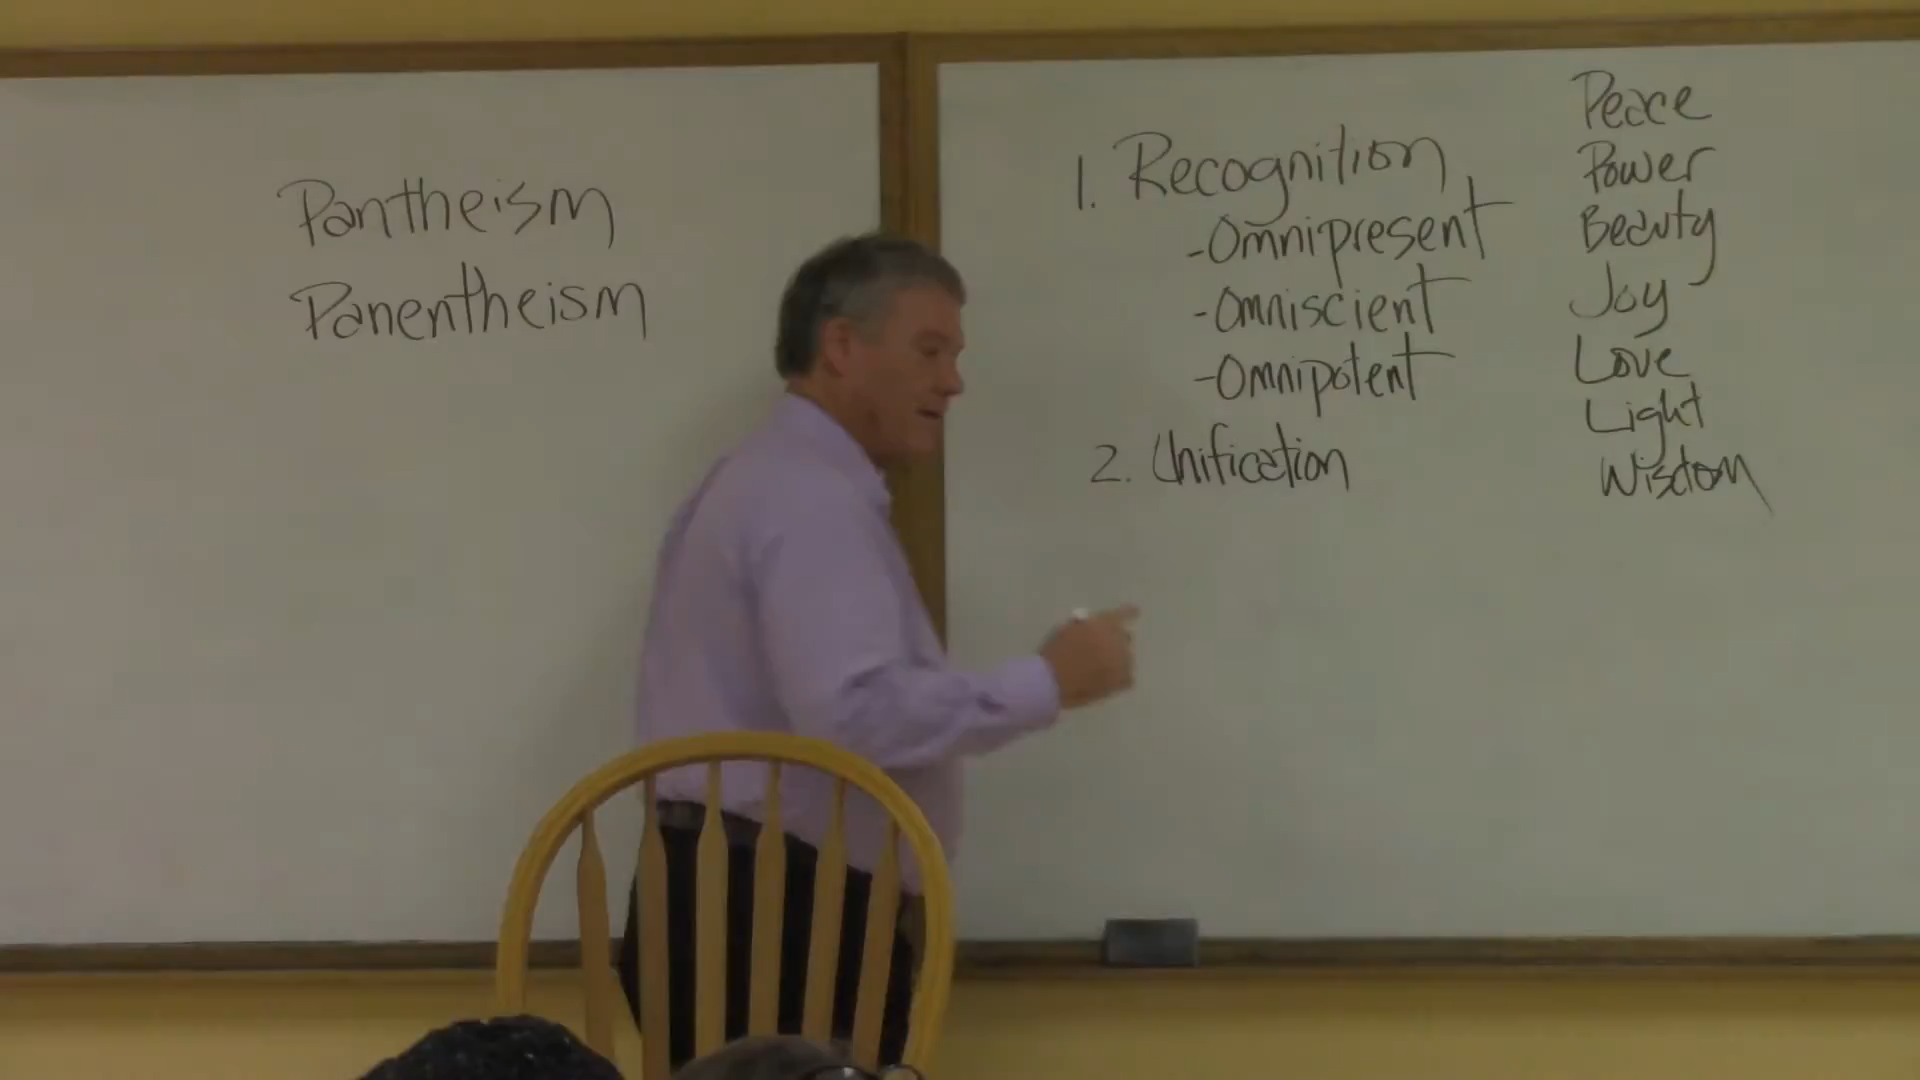 Pantheism
Panentheism
1. Recognition
-Omnipresent
-Omniscient
-Omnipotent
2. Unification
Peace
Power
Beauty
Joy
Love
Light
Wisdom